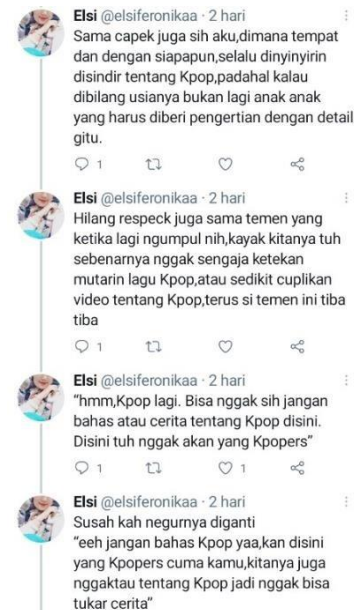 Elsi @elsiferonikaa · 2 hari
Sama capek juga sih aku,dimana tempat
dan dengan siapapun,selalu dinyinyirin
disindir tentang Kpop,padahal kalau
dibilang usianya bukan lagi anak anak
yang harus diberi pengertian dengan detail
gitu.
1
Elsi @elsiferonikaa · 2 hari
Hilang respeck juga sama temen yang
ketika lagi ngumpul nih,kayak kitanya tuh
sebenarnya nggak sengaja ketekan
mutarin lagu Kpop,atau sedikit cuplikan
video tentang Kpop,terus si temen ini tiba
tiba
1
Elsi @elsiferonikaa · 2 hari
“hmm,Kpop lagi. Bisa nggak sih jangan
bahas atau cerita tentang Kpop disini.
Disini tuh nggak akan yang Kpopers”
1 1
Elsi @elsiferonikaa · 2 hari
Susah kah negurnya diganti
“eeh jangan bahas Kpop yaa,kan disini
yang Kpopers cuma kamu,kitanya juga
nggaktau tentang Kpop jadi nggak bisa
tukar cerita”